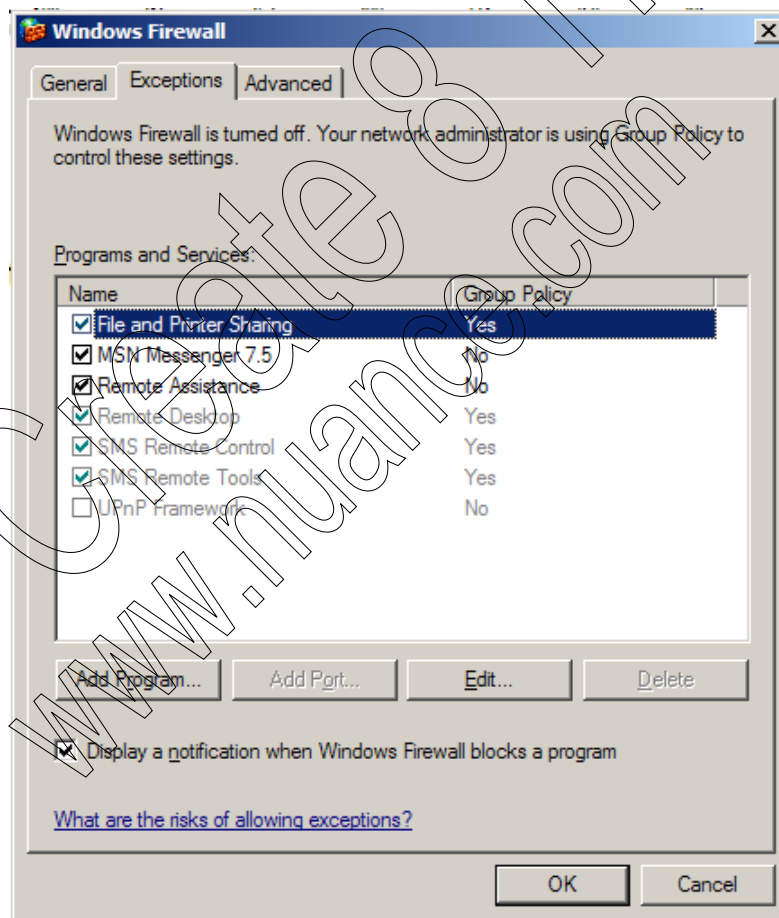 Windows Firewall
General Exceptions Advanced
Windows Firewall is turned off. Your network administrator is using Group Policy to
control these settings.
Programs and Services:
Name Group Policy
File and Printer Sharing Yes
MSN Messenger 7.5 No
Remote Assistance No
Remote Desktop Yes
SMS Remote Control Yes
SMS Remote Tools Yes
UPnP Framework No
Add Program... Add Port... Edit... Delete
Display a notification when Windows Firewall blocks a program
What are the risks of allowing exceptions?
OK Cancel
Create 8
www.nuance.com